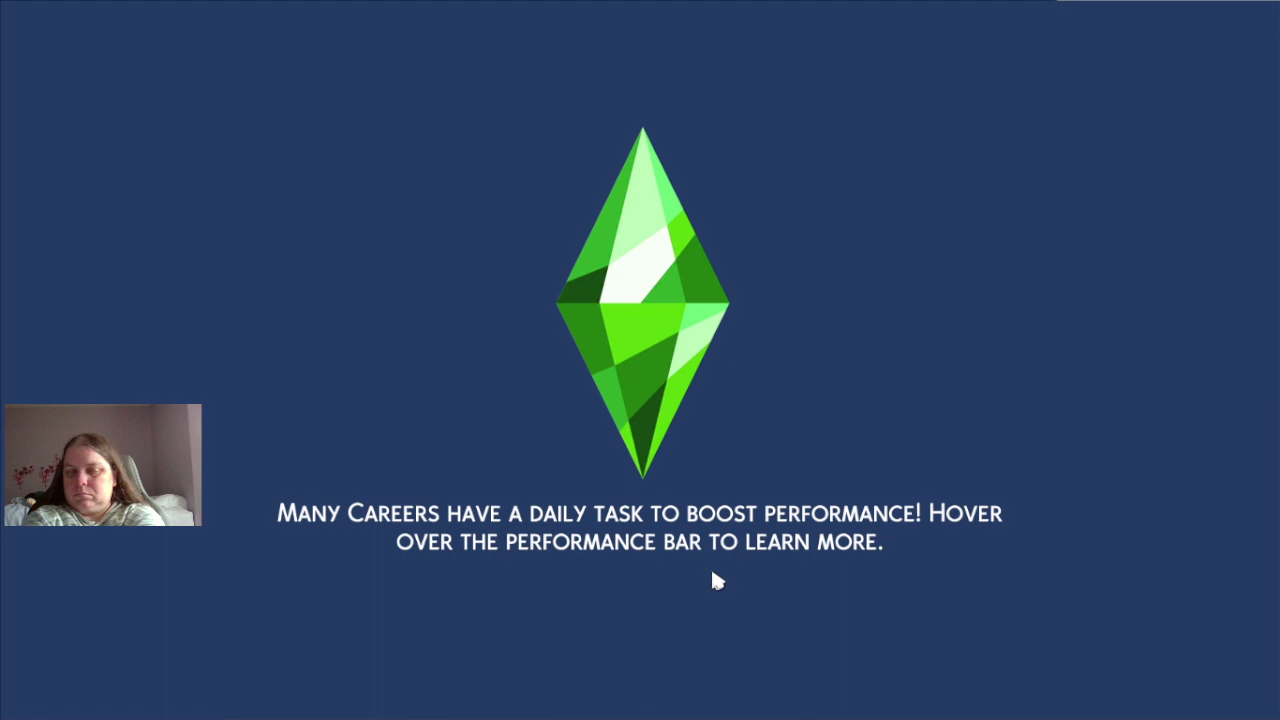 Many Careers have a daily task to boost performance! Hover
over the performance bar to learn more.